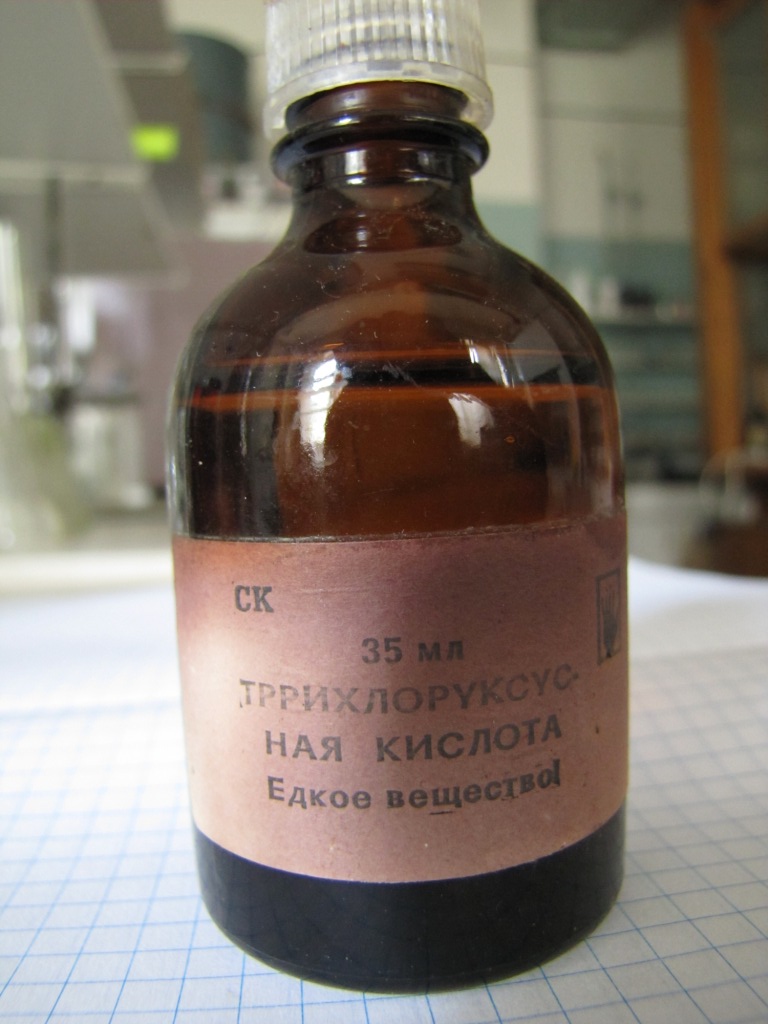 СК
35 мл
ТРРИХЛОРУКСУС-
НАЯ КИСЛОТА
Едкое вещество!